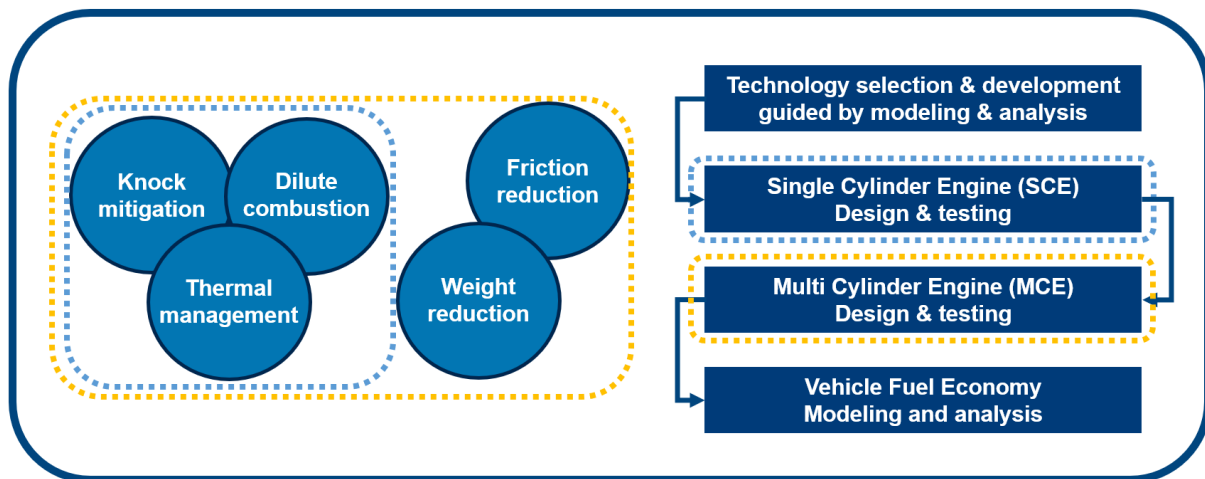 Knock
mitigation
Dilute
combustion
Thermal
management
Friction
reduction
Weight
reduction
Technology selection & development
guided by modeling & analysis
Single Cylinder Engine (SCE)
Design & testing
Multi Cylinder Engine (MCE)
Design & testing
Vehicle Fuel Economy
Modeling and analysis